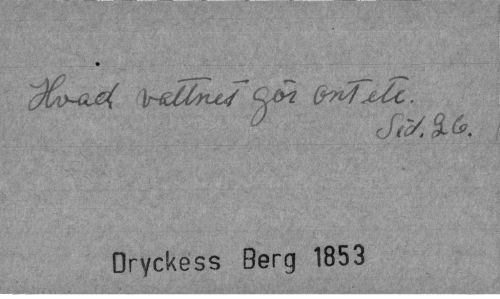 Hvad vattnet gör ont etc.
Sid. 26.
Dryckess Berg 1853